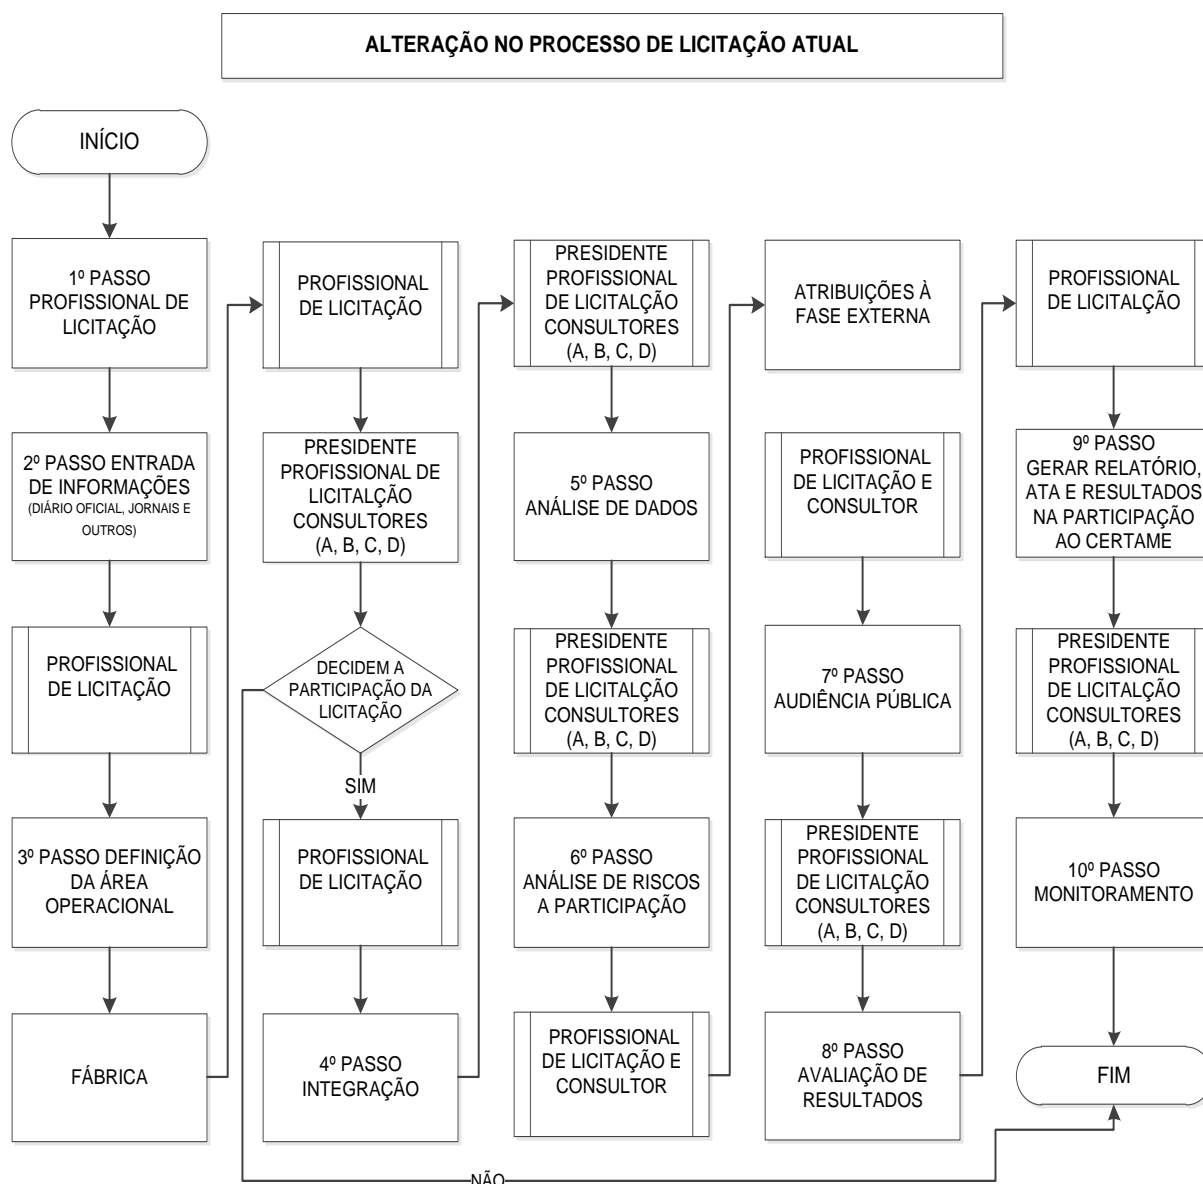 ALTERAÇÃO NO PROCESSO DE LICITAÇÃO ATUAL
INÍCIO
1º PASSO
PROFISSIONAL DE
LICITAÇÃO
2º PASSO ENTRADA
DE INFORMAÇÕES
(DIÁRIO OFICIAL, JORNAIS E
OUTROS)
PROFISSIONAL
DE LICITAÇÃO
3º PASSO DEFINIÇÃO
DA ÁREA
OPERACIONAL
FÁBRICA
PROFISSIONAL
DE LICITAÇÃO
PRESIDENTE
PROFISSIONAL DE
LICITALÇÃO
CONSULTORES
(A, B, C, D)
DECIDEM A
PARTICIPAÇÃO DA
LICITAÇÃO
SIM
PROFISSIONAL
DE LICITAÇÃO
4º PASSO
INTEGRAÇÃO
PRESIDENTE
PROFISSIONAL
DE LICITALÇÃO
CONSULTORES
(A, B, C, D)
5º PASSO
ANÁLISE DE DADOS
PRESIDENTE
PROFISSIONAL
DE LICITALÇÃO
CONSULTORES
(A, B, C, D)
6º PASSO
ANÁLISE DE RISCOS
A PARTICIPAÇÃO
PROFISSIONAL
DE LICITAÇÃO E
CONSULTOR
ATRIBUIÇÕES À
FASE EXTERNA
PROFISSIONAL
DE LICITAÇÃO E
CONSULTOR
7º PASSO
AUDIÊNCIA PÚBLICA
PRESIDENTE
PROFISSIONAL
DE LICITALÇÃO
CONSULTORES
(A, B, C, D)
8º PASSO
AVALIAÇÃO DE
RESULTADOS
PROFISSIONAL
DE LICITALÇÃO
9º PASSO
GERAR RELATÓRIO,
ATA E RESULTADOS
NA PARTICIPAÇÃO
AO CERTAME
PRESIDENTE
PROFISSIONAL
DE LICITALÇÃO
CONSULTORES
(A, B, C, D)
10º PASSO
MONITORAMENTO
FIM
NÃO